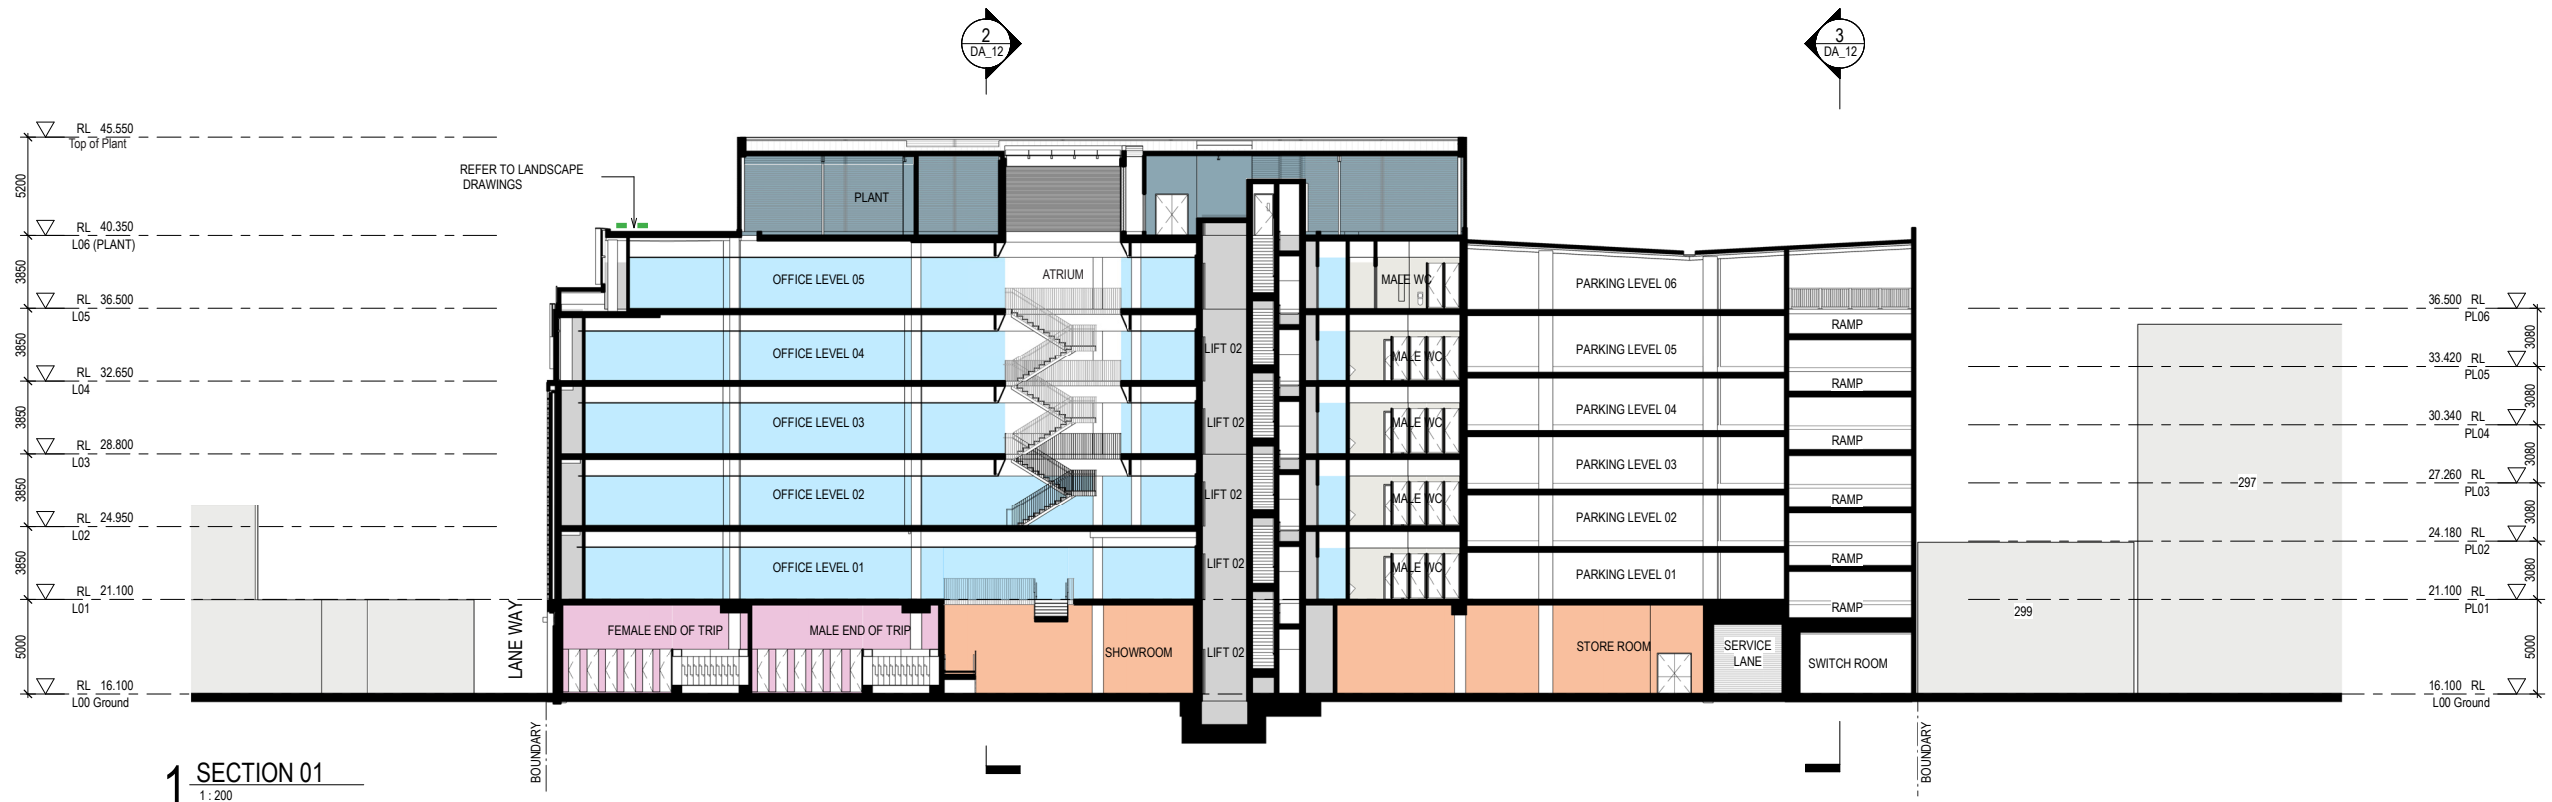 2
DA_12
3
DA_12
RL 45.550
Top of Plant
5200
REFER TO LANDSCAPE
DRAWINGS
PLANT
RL 40.350
L06 (PLANT)
3850
OFFICE LEVEL 05
ATRIUM
MALE WC
PARKING LEVEL 06
RL 36.500
L05
36.500 RL
PL06
3850
OFFICE LEVEL 04
LIFT 02
MALE WC
PARKING LEVEL 05
RAMP
3080
RL 32.650
L04
33.420 RL
PL05
3850
OFFICE LEVEL 03
LIFT 02
MALE WC
PARKING LEVEL 04
RAMP
3080
30.340 RL
PL04
RL 28.800
L03
3850
OFFICE LEVEL 02
LIFT 02
MALE WC
PARKING LEVEL 03
RAMP
3080
27.260 RL
PL03
297
RL 24.950
L02
PARKING LEVEL 02
RAMP
3080
24.180 RL
PL02
3850
OFFICE LEVEL 01
LIFT 02
MALE WC
PARKING LEVEL 01
RAMP
3080
RL 21.100
L01
RAMP
299
21.100 RL
PL01
5000
LANE WAY
FEMALE END OF TRIP
MALE END OF TRIP
SHOWROOM
LIFT 02
STORE ROOM
SERVICE
LANE
SWITCH ROOM
5000
RL 16.100
L00 Ground
16.100 RL
L00 Ground
BOUNDARY
BOUNDARY
1 SECTION 01
1 : 200